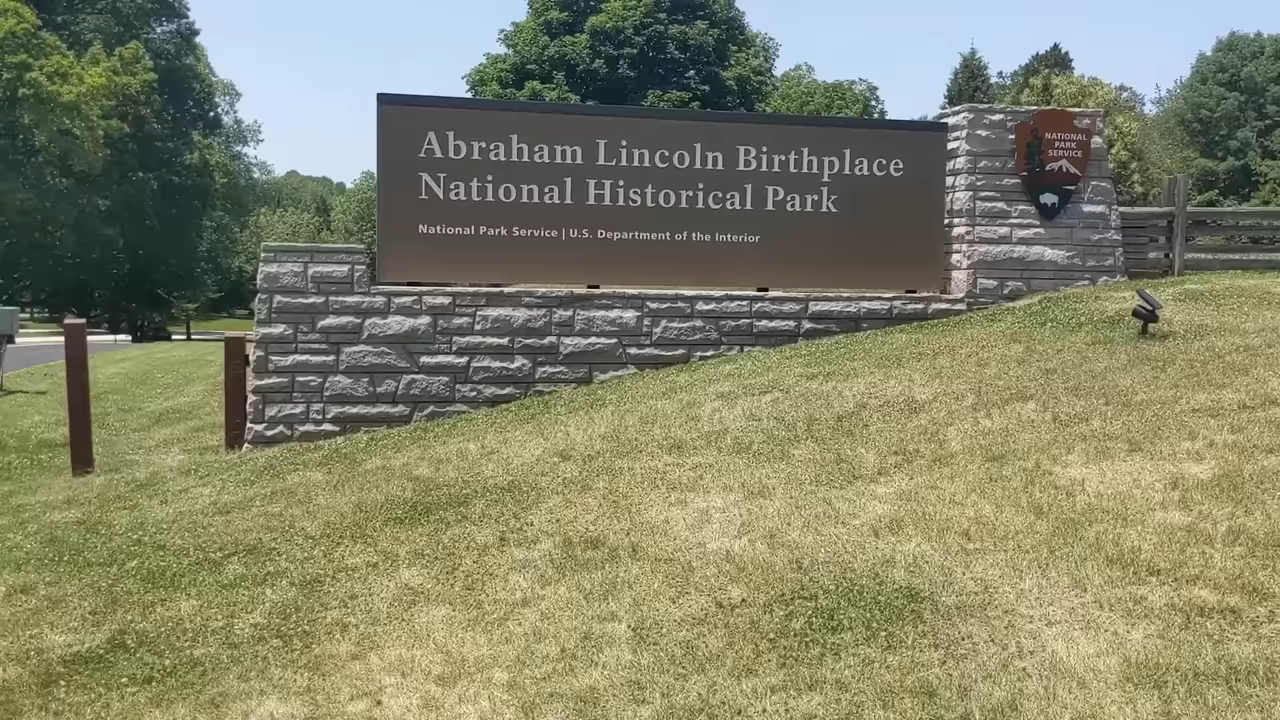 Abraham Lincoln Birthplace
National Historical Park
National Park Service | U.S. Department of the Interior
NATIONAL
PARK
SERVICE